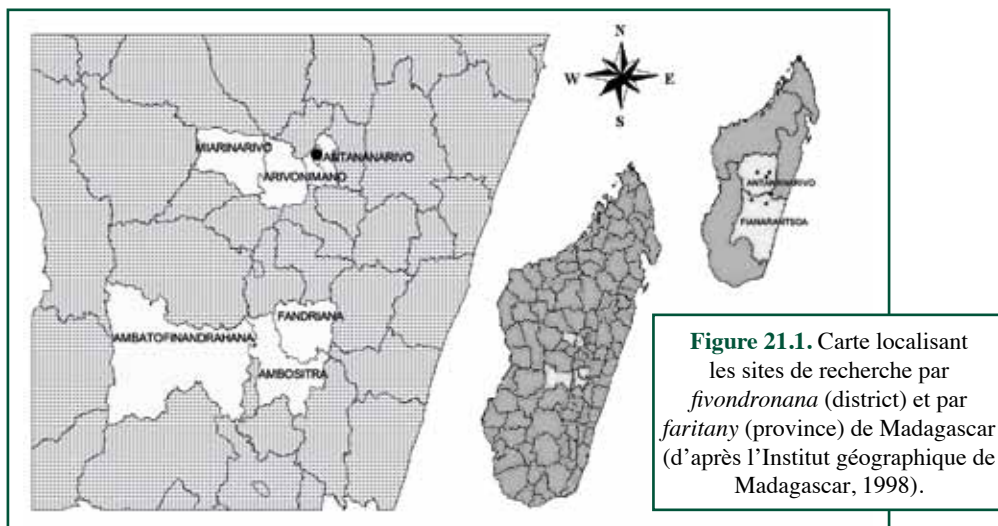 MIARINARIVO
ANTANANARIVO
ARIVONIMAMO
FANDRIANA
AMBATOFINANDRAHANA
AMBOSITRA
N
W E
S
ANTANANARIVO
FIANARANTSOA
Figure 21.1. Carte localisant
les sites de recherche par
fivondronana (district) et par
faritany (province) de Madagascar
(d’après l’Institut géographique de
Madagascar, 1998).